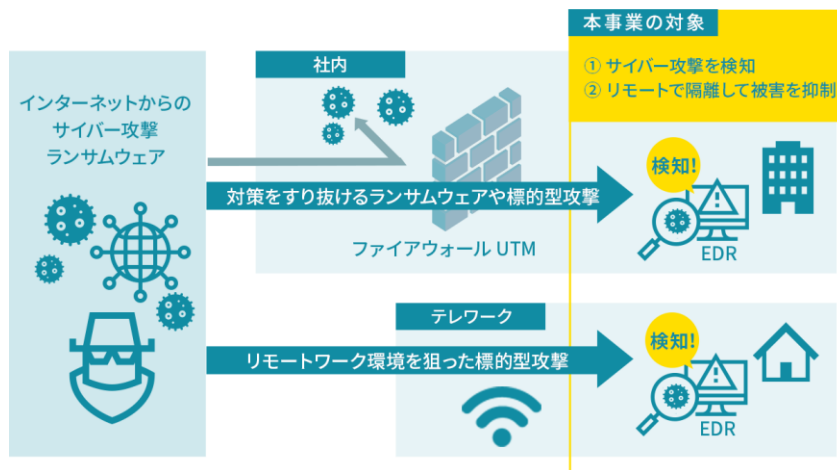 本事業の対象
① サイバー攻撃を検知
② リモートで隔離して被害を抑制
社内
インターネットからの
サイバー攻撃
ランサムウェア
検知!
対策をすり抜けるランサムウェアや標的型攻撃
ファイアウォール UTM
EDR
テレワーク
検知!
リモートワーク環境を狙った標的型攻撃
EDR